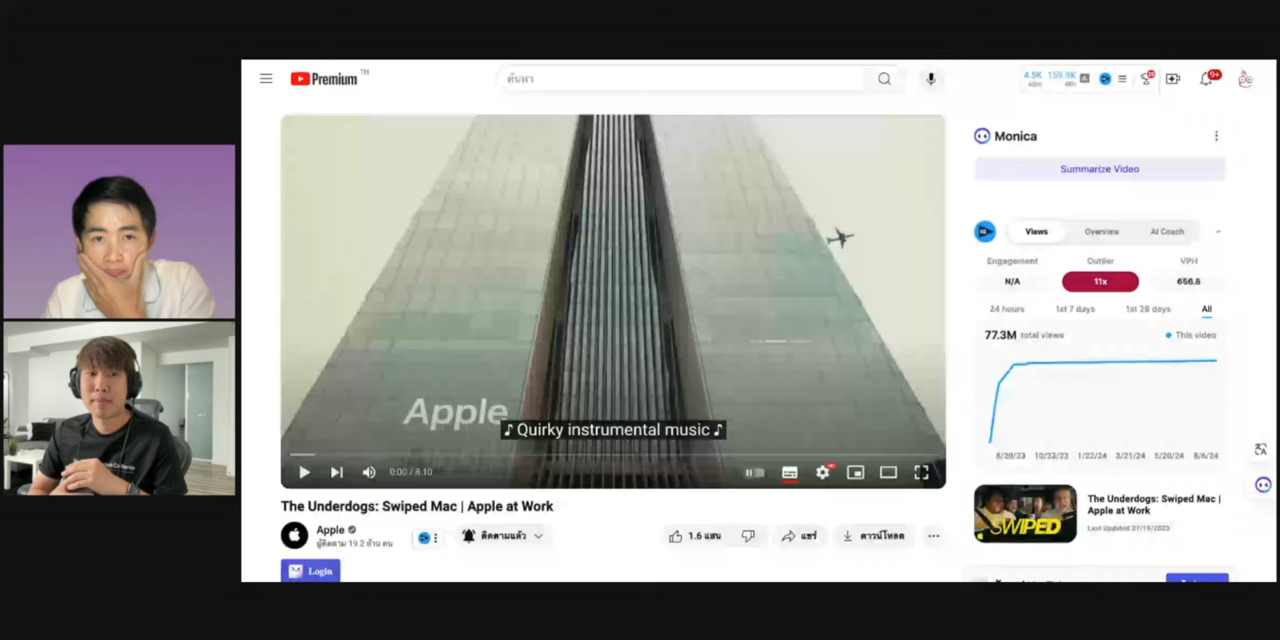 Premium TH
ค้นหา
4.5K 159.9K
60m 48h
9+
Monica
Summarize Video
Views Overview AI Coach
Engagement Outlier VPH
N/A 11x 656.8
24 hours 1st 7 days 1st 28 days All
77.3M total views This video
8/20/23 10/23/23 1/22/24 3/21/24 5/20/24 8/6/24
Apple
♪ Quirky instrumental music ♪
0:00 / 8:10
The Underdogs: Swiped Mac | Apple at Work
Apple
ผู้ติดตาม 19.2 ล้าน คน
ติดตามแล้ว
1.6 แสน
แชร์
ดาวน์โหลด
Login
SWIPED
The Underdogs: Swiped Mac |
Apple at Work
Last Updated 07/19/2023